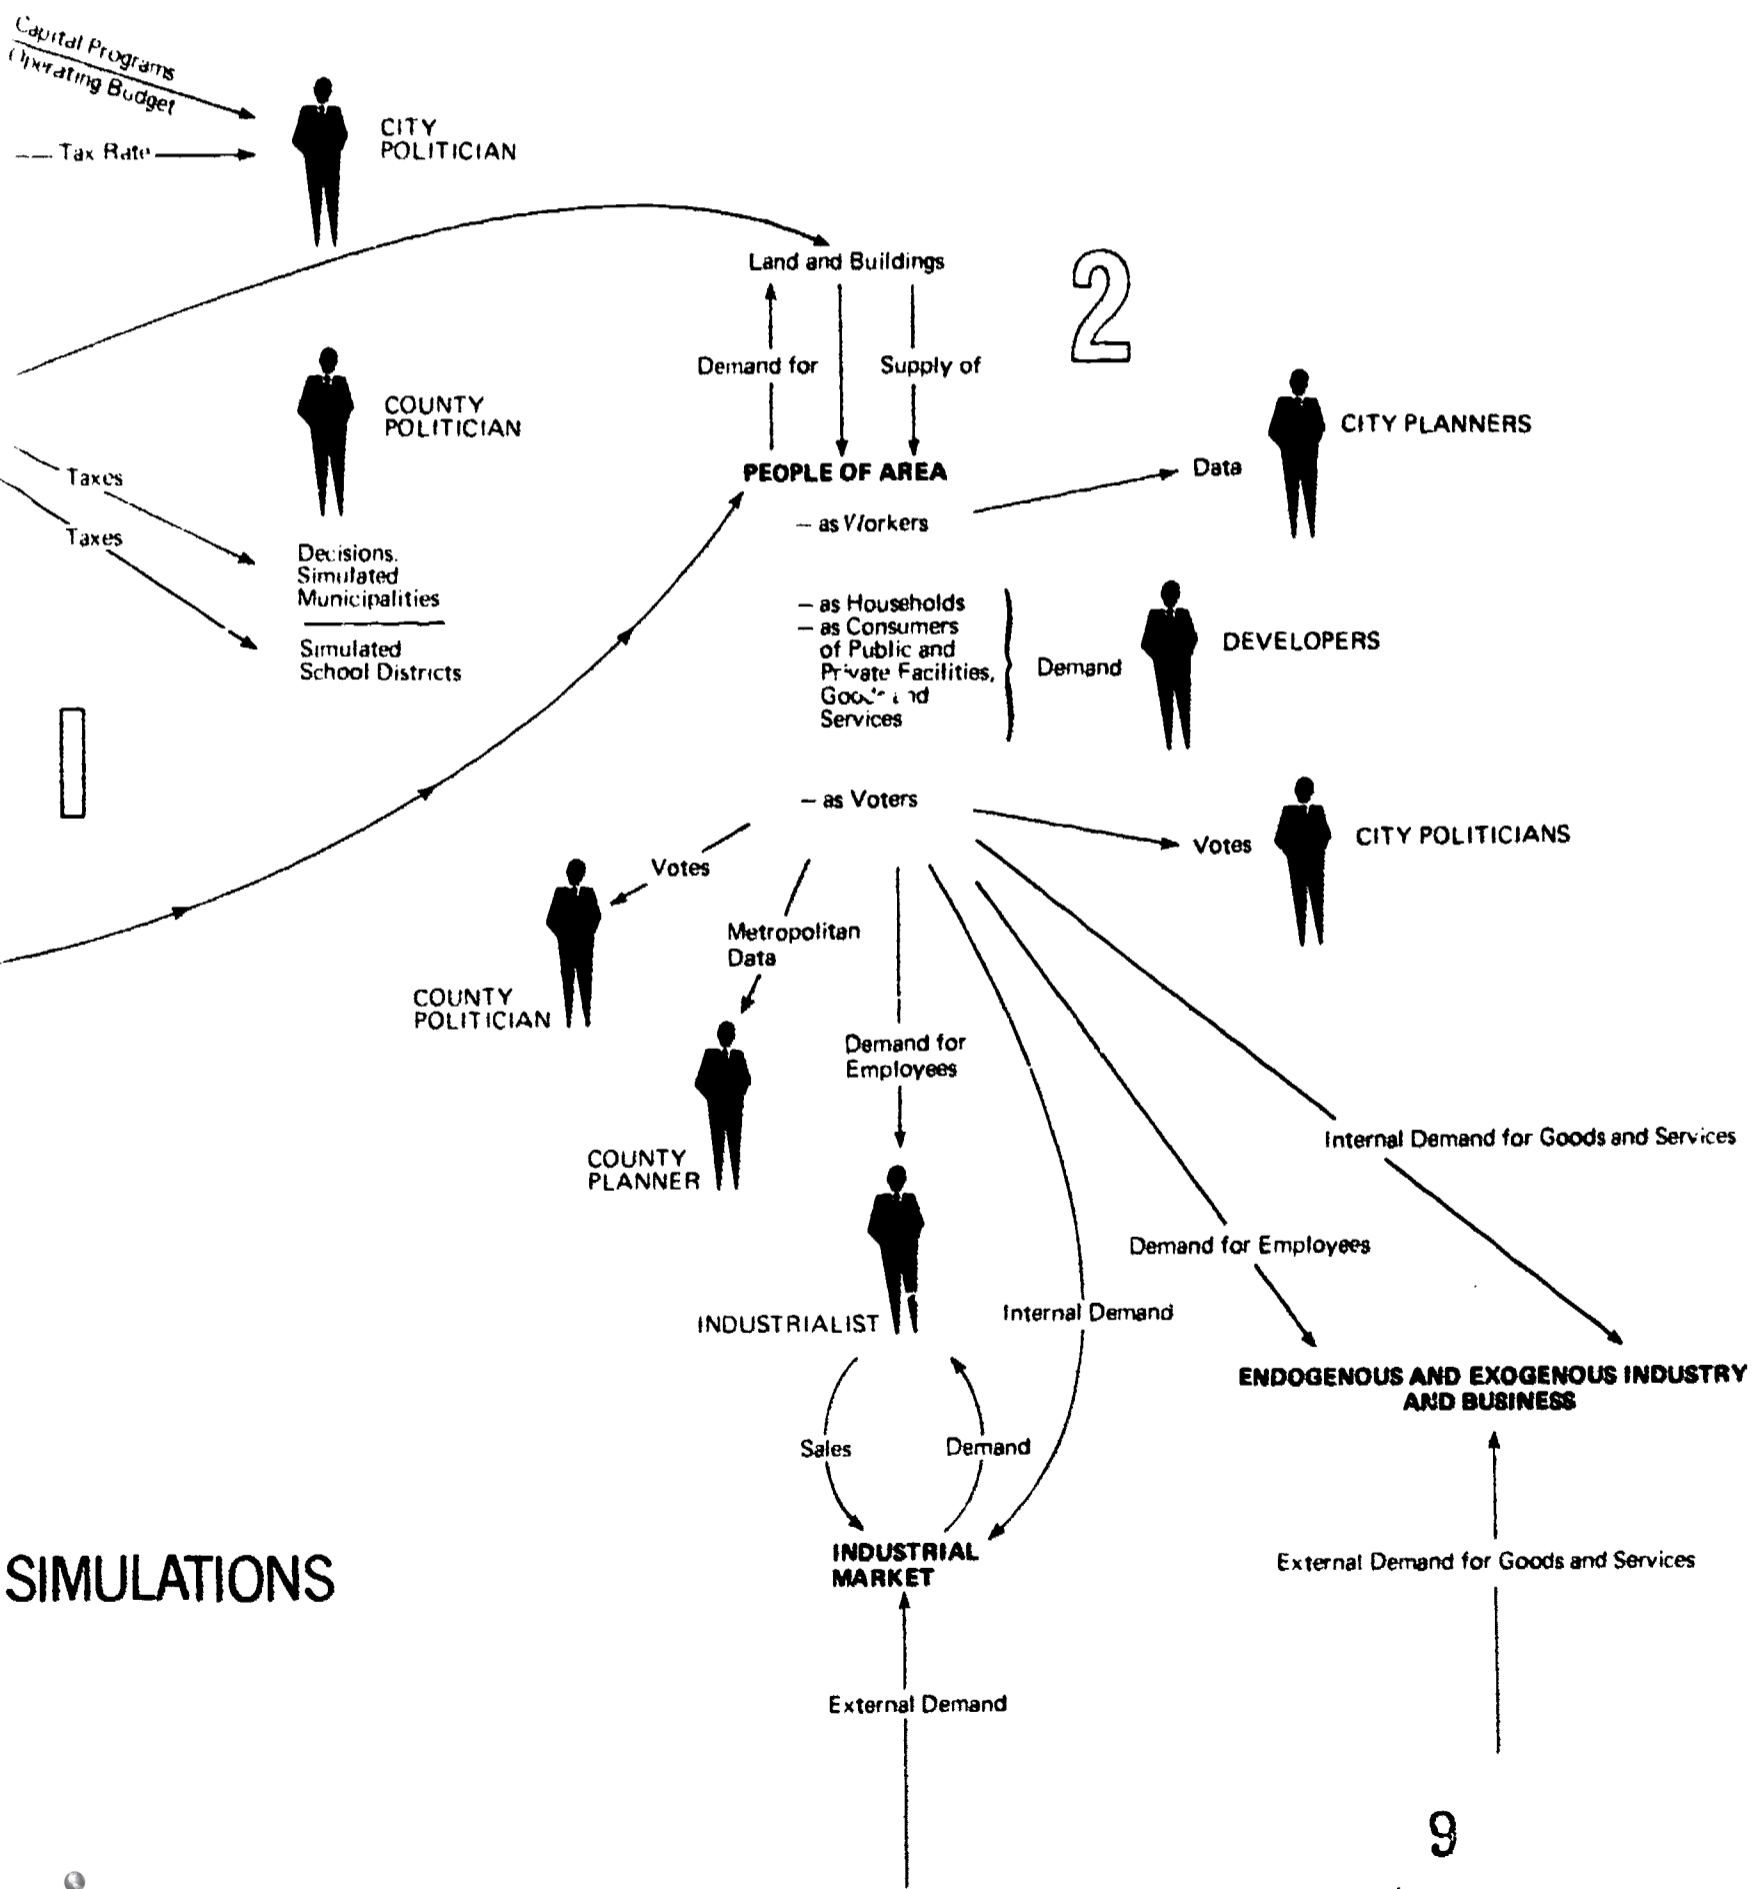 Capital Programs
Operating Budget
Tax Rate
CITY
POLITICIAN
Land and Buildings
2
Demand for
Supply of
COUNTY
POLITICIAN
CITY PLANNERS
PEOPLE OF AREA
Data
Taxes
— as Workers
Taxes
Decisions.
Simulated
Municipalities
Simulated
School Districts
— as Households
— as Consumers
of Public and
Private Facilities,
Goods and
Services
Demand
DEVELOPERS
— as Voters
Votes
CITY POLITICIANS
Votes
Metropolitan
Data
COUNTY
POLITICIAN
Demand for
Employees
Internal Demand for Goods and Services
COUNTY
PLANNER
Demand for Employees
INDUSTRIALIST
Internal Demand
ENDOGENOUS AND EXOGENOUS INDUSTRY
AND BUSINESS
Sales
Demand
INDUSTRIAL
MARKET
External Demand for Goods and Services
SIMULATIONS
External Demand
9